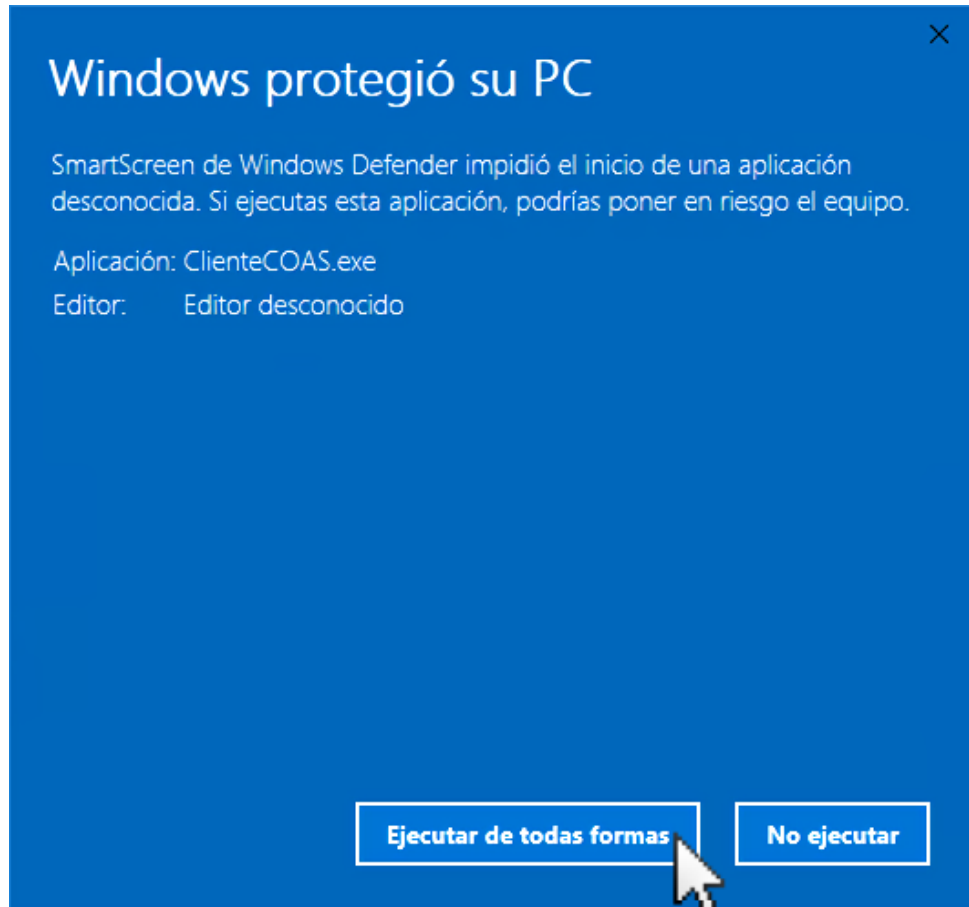 Windows protegió su PC
SmartScreen de Windows Defender impidió el inicio de una aplicación
desconocida. Si ejecutas esta aplicación, podrías poner en riesgo el equipo.
Aplicación: ClienteCOAS.exe
Editor: Editor desconocido
Ejecutar de todas formas
No ejecutar